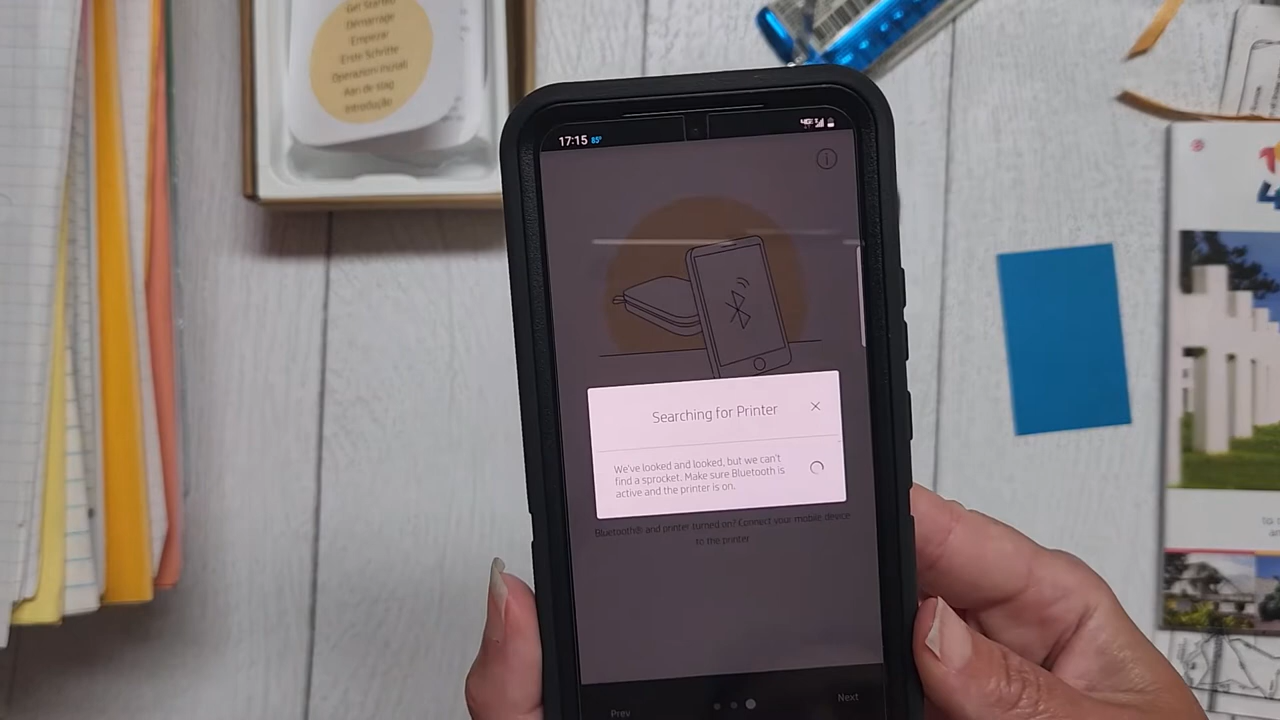 Get Started
Démarrage
Empezar
Erste Schritte
Operazioni iniziali
Aan de slag
Introdução
17:15 85°
Searching for Printer
We've looked and looked, but we can't
find a sprocket. Make sure Bluetooth is
active and the printer is on.
Bluetooth® and printer turned on? Connect your mobile device
to the printer
Prev
Next